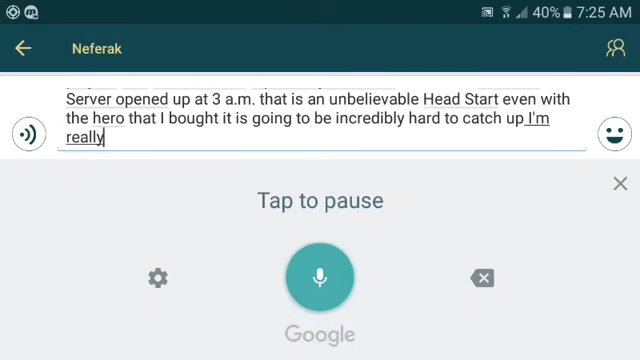 40% 7:25 AM
Neferak
Server opened up at 3 a.m. that is an unbelievable Head Start even with
the hero that I bought it is going to be incredibly hard to catch up I'm
really
Tap to pause
Google